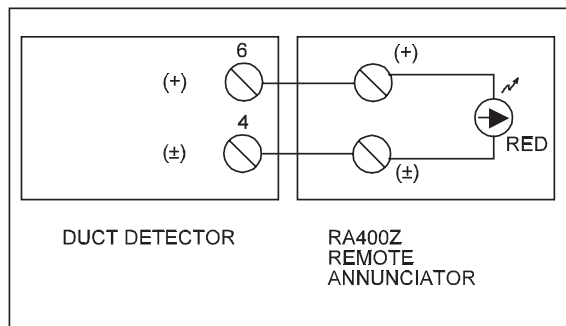 6
(+)
(+)
4
(±)
(±)
RED
DUCT DETECTOR
RA400Z
REMOTE
ANNUNCIATOR